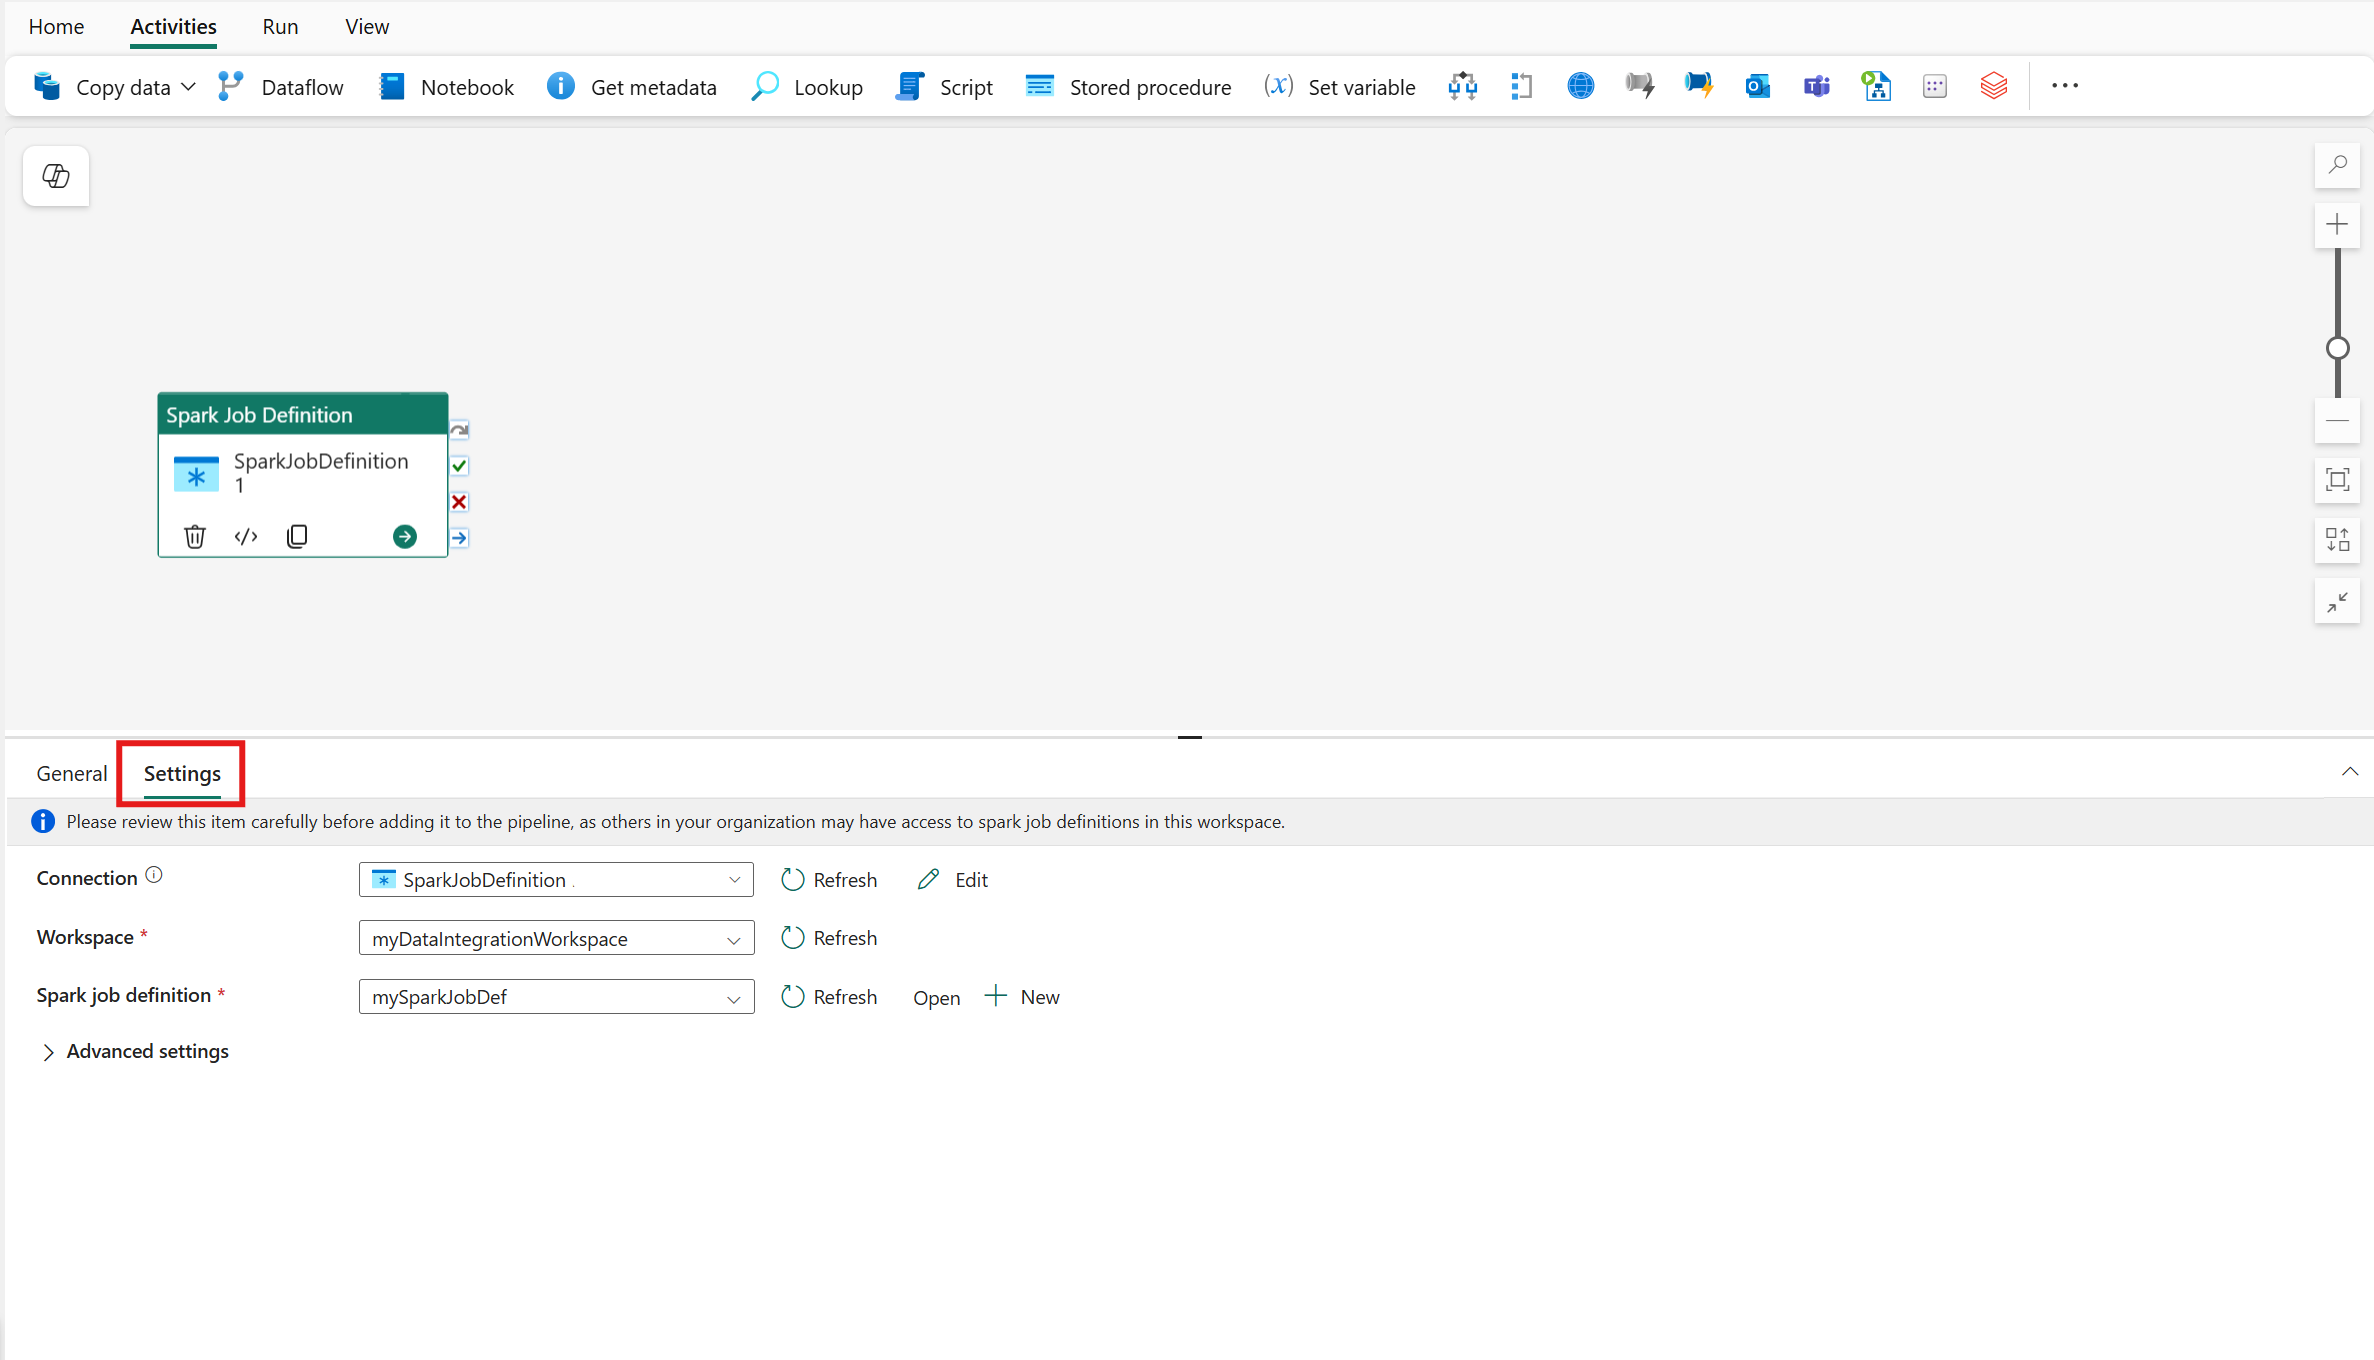 Home Activities Run View
Copy data Dataflow Notebook Get metadata Lookup Script Stored procedure (x) Set variable
Spark Job Definition
SparkJobDefinition
1
General Settings
Please review this item carefully before adding it to the pipeline, as others in your organization may have access to spark job definitions in this workspace.
Connection SparkJobDefinition . Refresh Edit
Workspace * myDataIntegrationWorkspace Refresh
Spark job definition * mySparkJobDef Refresh Open New
Advanced settings